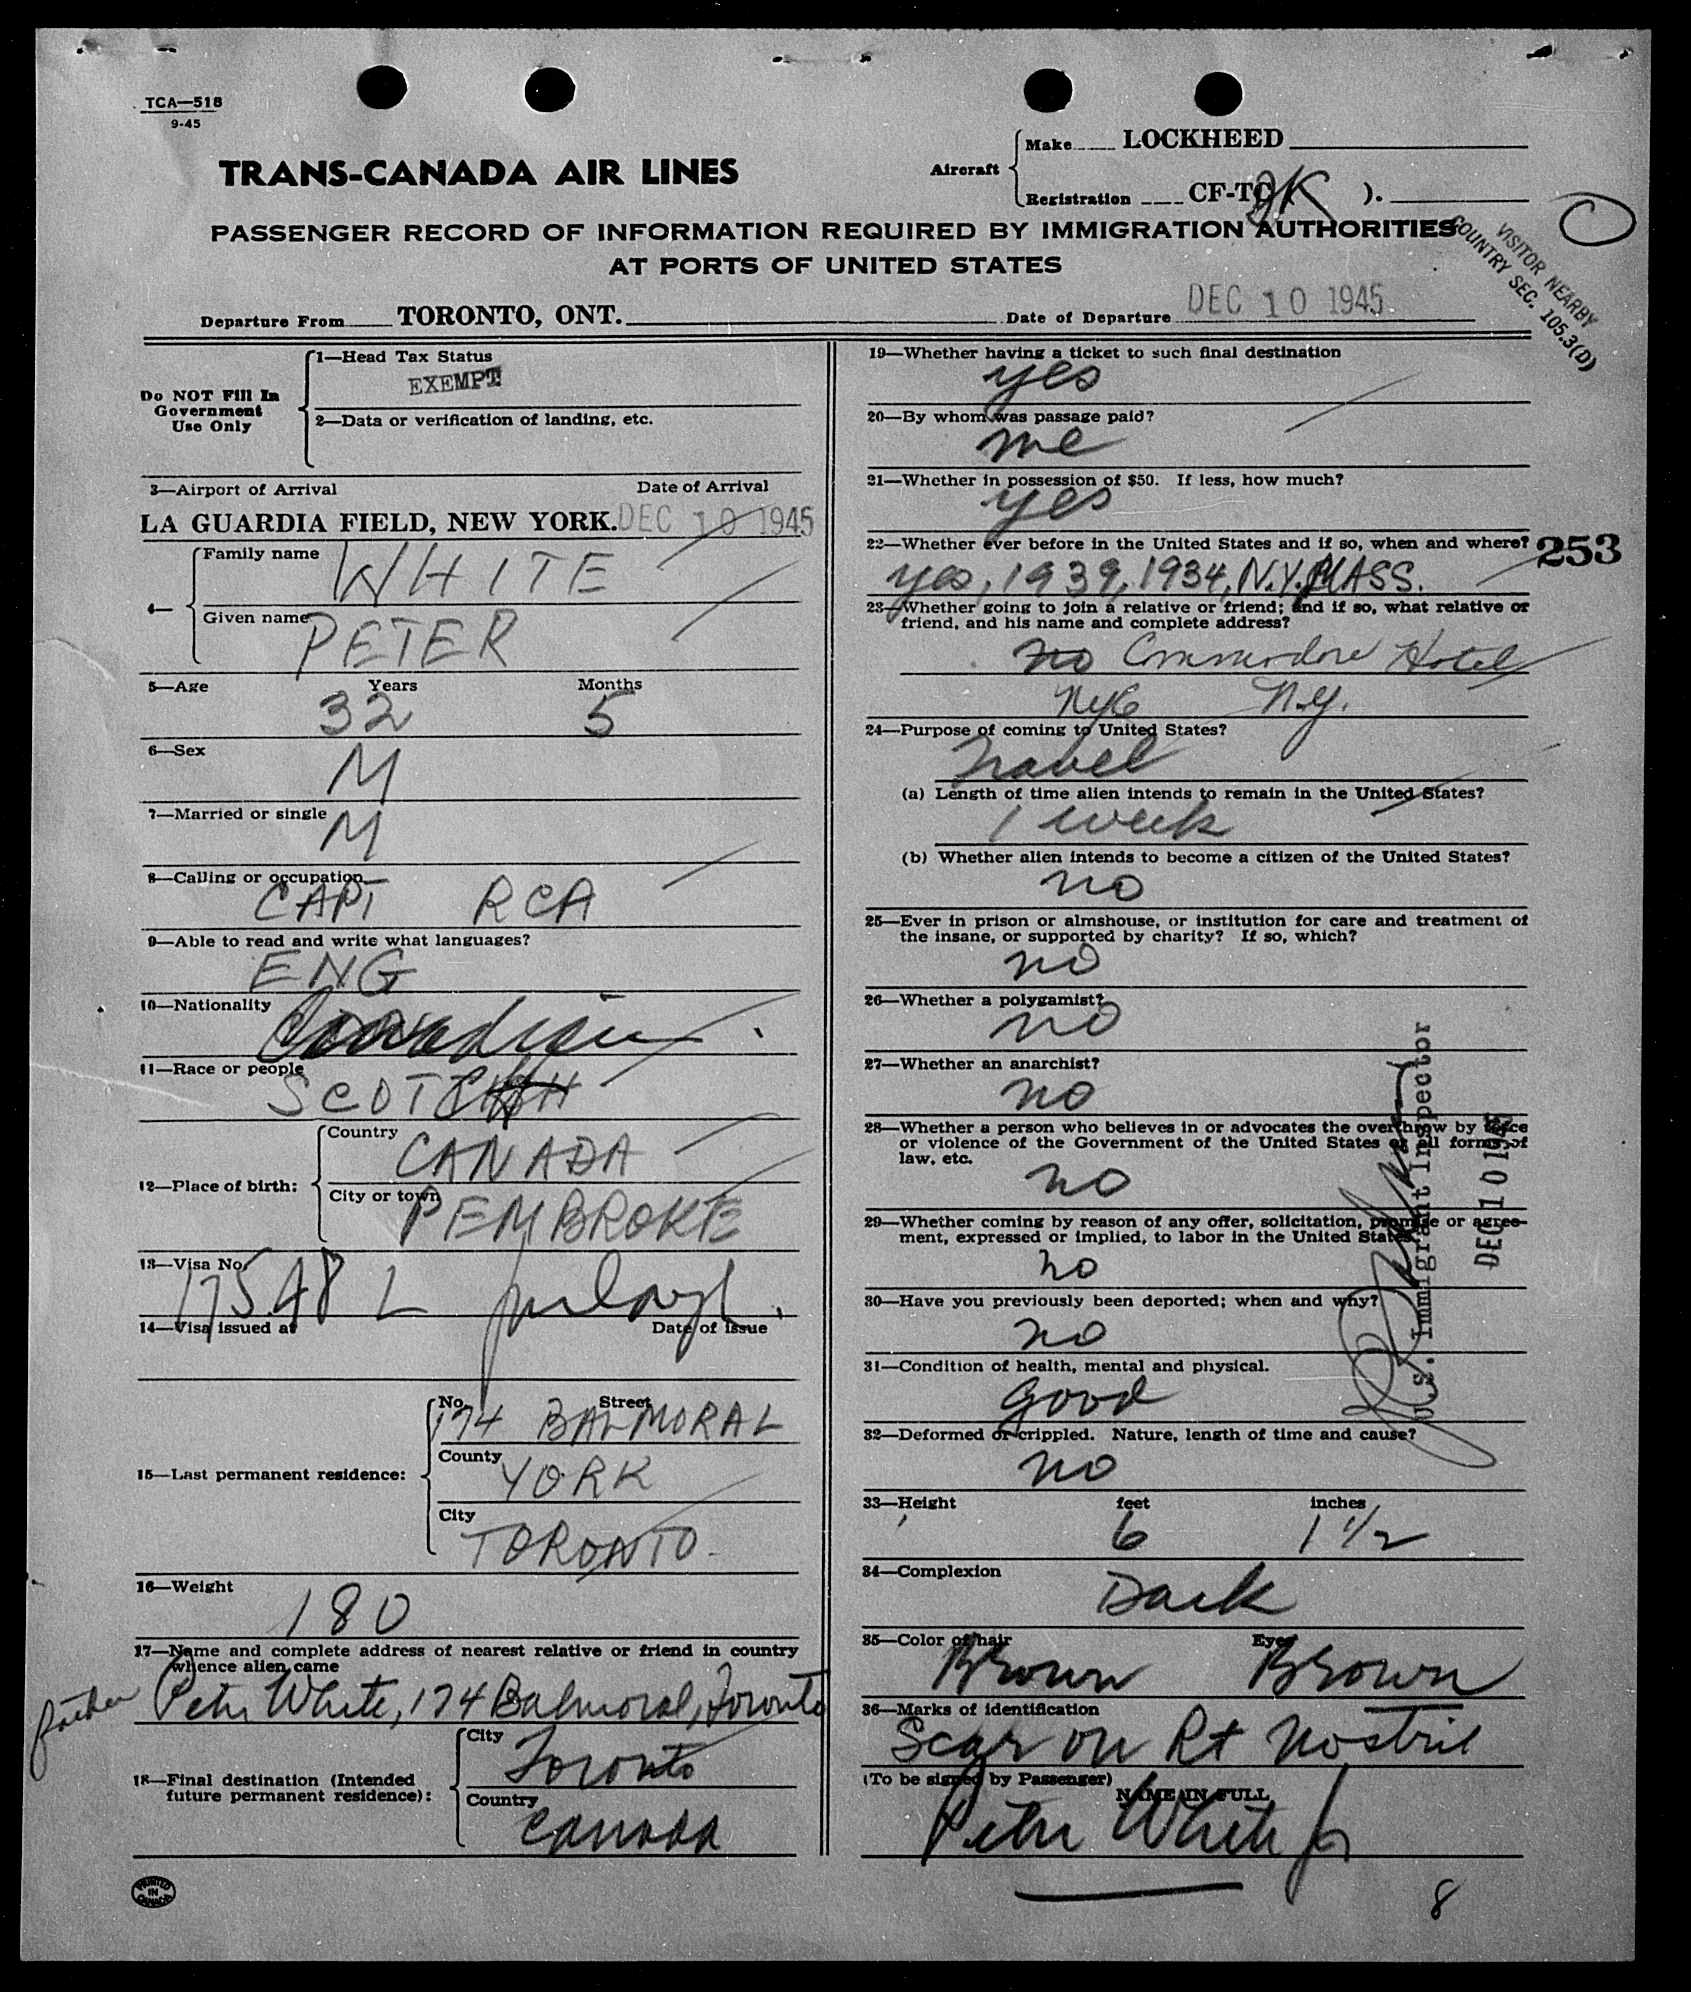 TCA—518
9-45
TRANS-CANADA AIR LINES
Aircraft
Make LOCKHEED
Registration CF-TC( K ).
PASSENGER RECORD OF INFORMATION REQUIRED BY IMMIGRATION AUTHORITIES
AT PORTS OF UNITED STATES
VISITOR NEARBY
COUNTRY SEC. 105.3(D)
Departure From TORONTO, ONT. Date of Departure DEC 10 1945
Do NOT Fill In
Government
Use Only
1—Head Tax Status
EXEMPT
2—Data or verification of landing, etc.
3—Airport of Arrival Date of Arrival
LA GUARDIA FIELD, NEW YORK. DEC 10 1945
4—
Family name WHITE
Given name PETER
5—Age Years Months
32 5
6—Sex
M
7—Married or single
M
8—Calling or occupation
CAPT RCA
9—Able to read and write what languages?
ENG
10—Nationality
Canadian
11—Race or people
SCOTCH
12—Place of birth:
Country CANADA
City or town PEMBROKE
13—Visa No.
17548 L
14—Visa issued at Date of issue
15—Last permanent residence:
No. Street
174 BALMORAL
County
YORK
City
TORONTO
16—Weight
180
17—Name and complete address of nearest relative or friend in country
whence alien came
father Peter White, 174 Balmoral, Toronto
18—Final destination (Intended
future permanent residence):
City
Toronto
Country
Canada
PRINTED
IN
CANADA
19—Whether having a ticket to such final destination
yes
20—By whom was passage paid?
me
21—Whether in possession of $50. If less, how much?
yes
22—Whether ever before in the United States and if so, when and where?
253
yes, 1939, 1934, N.Y. MASS.
23—Whether going to join a relative or friend; and if so, what relative or
friend, and his name and complete address?
no Commodore Hotel
NYC N.Y.
24—Purpose of coming to United States?
Travel
(a) Length of time alien intends to remain in the United States?
1 week
(b) Whether alien intends to become a citizen of the United States?
no
25—Ever in prison or almshouse, or institution for care and treatment of
the insane, or supported by charity? If so, which?
no
26—Whether a polygamist?
no
27—Whether an anarchist?
no
28—Whether a person who believes in or advocates the overthrow by force
or violence of the Government of the United States or all forms of
law, etc.
no
29—Whether coming by reason of any offer, solicitation, promise or agree-
ment, expressed or implied, to labor in the United States
no
30—Have you previously been deported; when and why?
no
31—Condition of health, mental and physical.
Good
32—Deformed or crippled. Nature, length of time and cause?
no
U.S. Immigrant Inspector
DEC 10 1945
33—Height feet inches
6 1 1/2
34—Complexion
Dark
35—Color of hair Eyes
Brown Brown
36—Marks of identification
Scar on Rt Nostril
(To be signed by Passenger)
NAME IN FULL
Peter White Jr
8